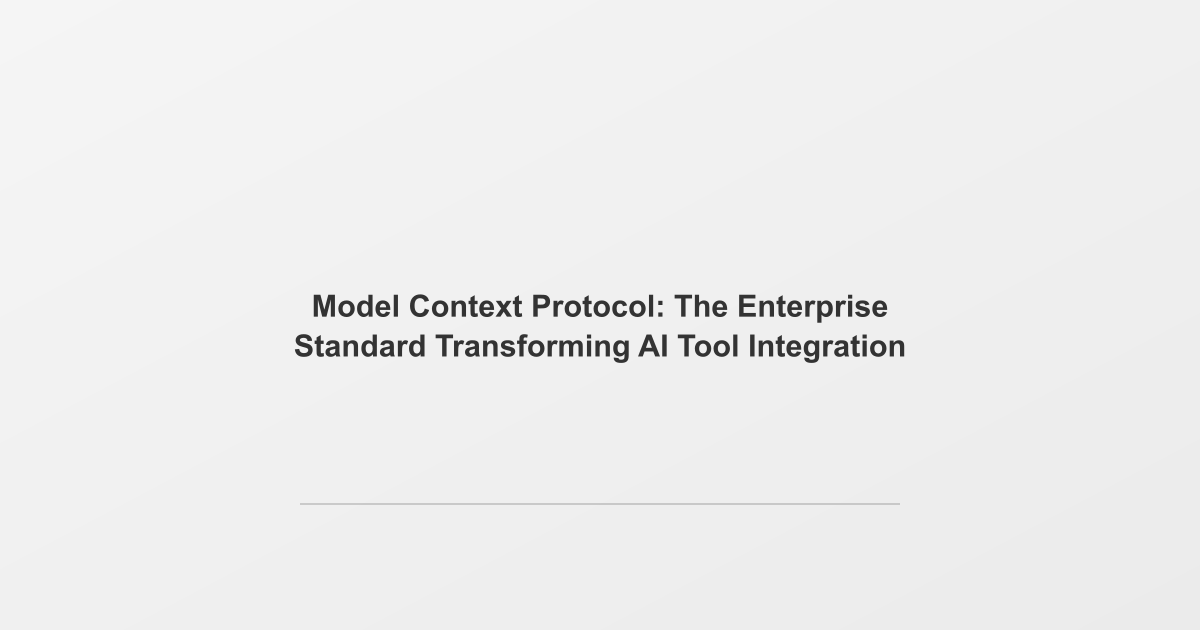 Model Context Protocol: The Enterprise
Standard Transforming AI Tool Integration